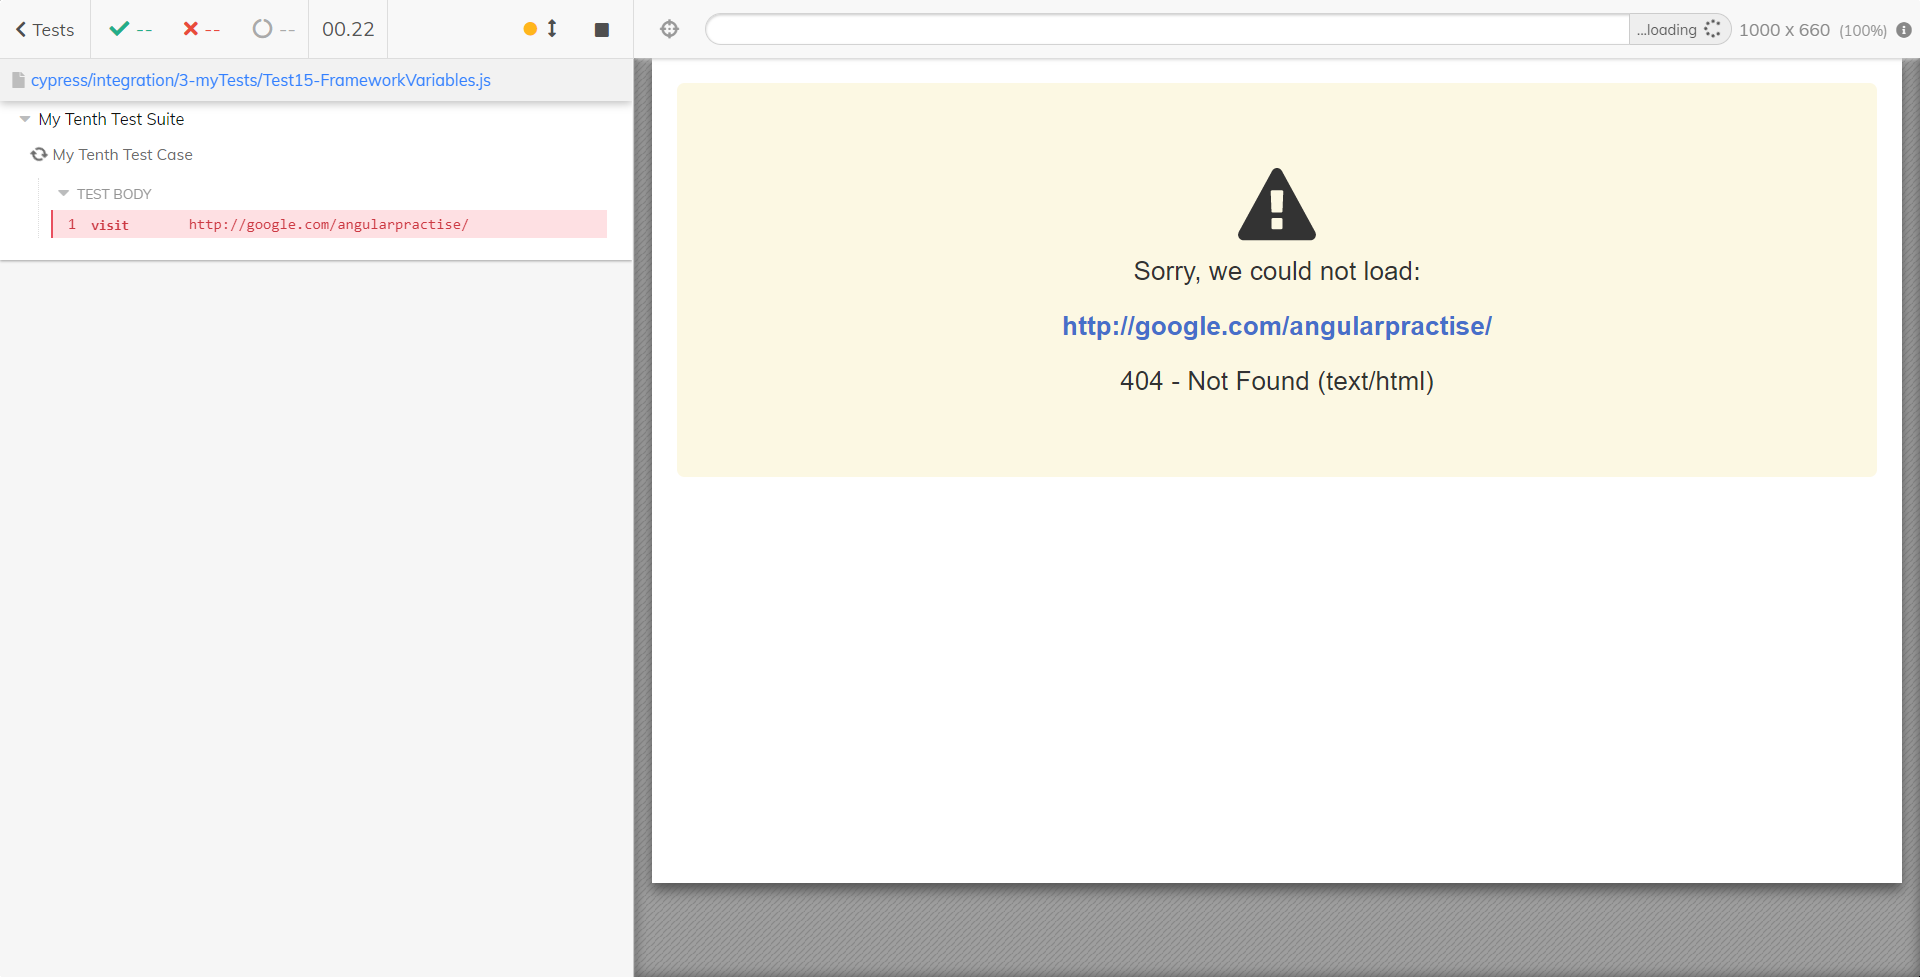 Tests -- -- -- 00.22
...loading 1000 x 660 (100%)
cypress/integration/3-myTests/Test15-FrameworkVariables.js
My Tenth Test Suite
My Tenth Test Case
TEST BODY
1 visit http://google.com/angularpractise/
Sorry, we could not load:
http://google.com/angularpractise/
404 - Not Found (text/html)